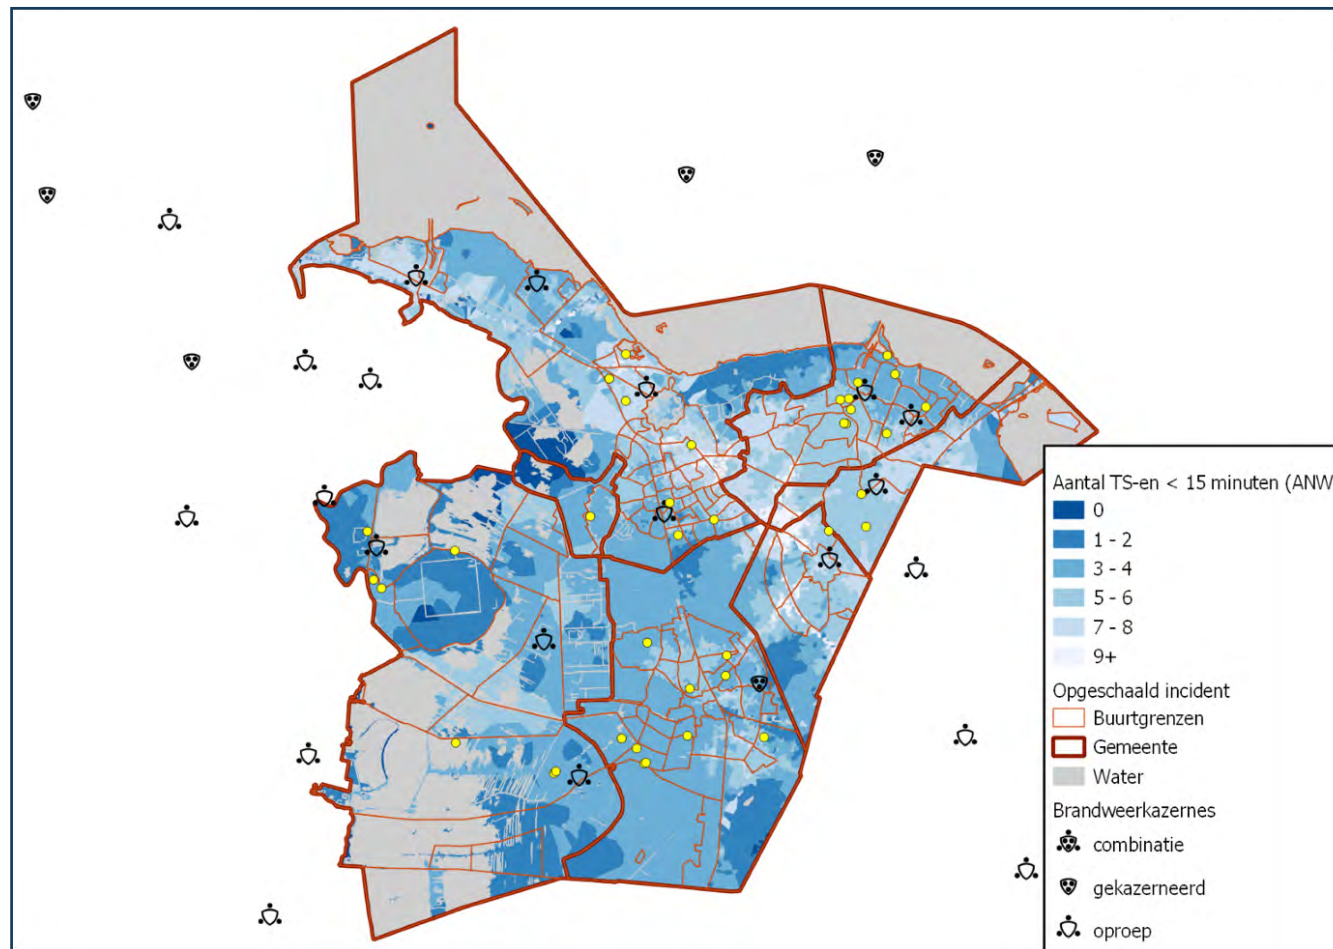 Aantal TS-en < 15 minuten (ANW
0
1 - 2
3 - 4
5 - 6
7 - 8
9+
Opgeschaald incident
Buurtgrenzen
Gemeente
Water
Brandweerkazernes
combinatie
gekazerneerd
oproep